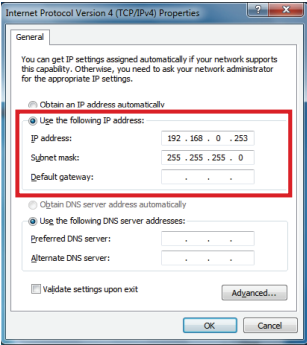 Internet Protocol Version 4 (TCP/IPv4) Properties
General
You can get IP settings assigned automatically if your network supports
this capability. Otherwise, you need to ask your network administrator
for the appropriate IP settings.
Obtain an IP address automatically
Use the following IP address:
IP address: 192 . 168 . 0 . 253
Subnet mask: 255 . 255 . 255 . 0
Default gateway: . . .
Obtain DNS server address automatically
Use the following DNS server addresses:
Preferred DNS server: . . .
Alternate DNS server: . . .
Validate settings upon exit
Advanced...
OK Cancel